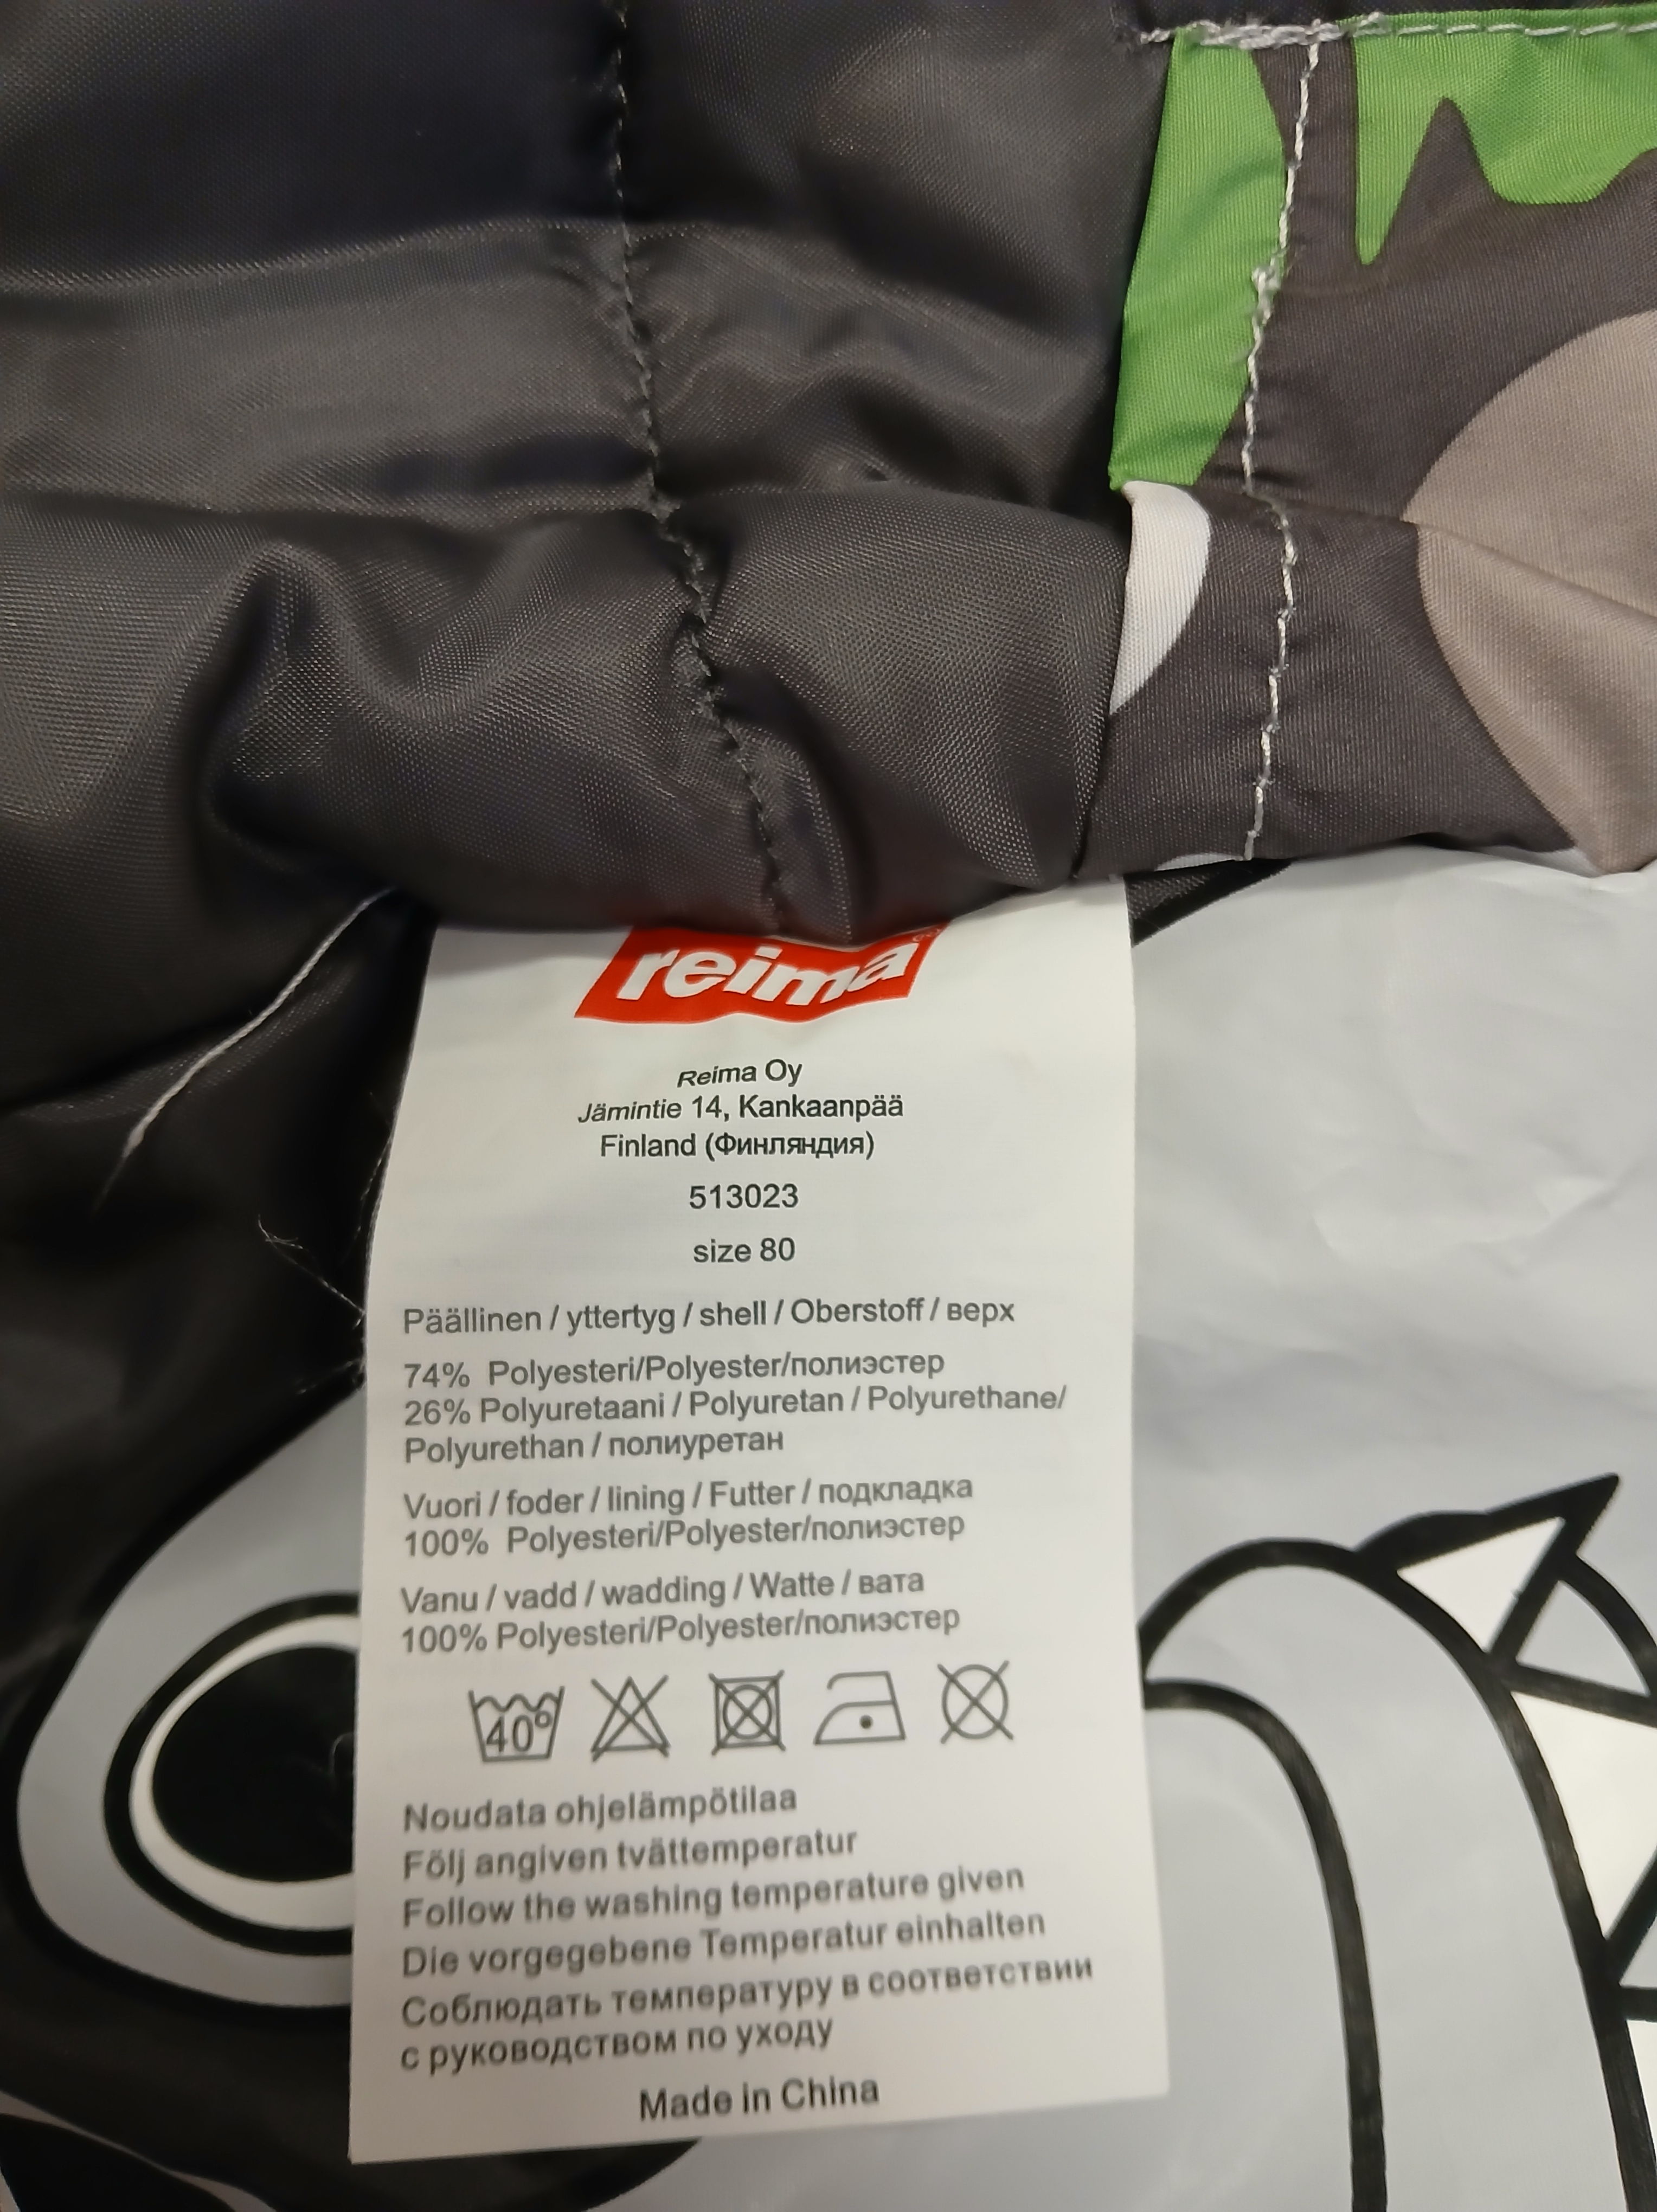 reima
Reima Oy
Jämintie 14, Kankaanpää
Finland (Финляндия)
513023
size 80
Päällinen / yttertyg / shell / Oberstoff / верх
74% Polyesteri/Polyester/полиэстер
26% Polyuretaani / Polyuretan / Polyurethane/
Polyurethan / полиуретан
Vuori / foder / lining / Futter / подкладка
100% Polyesteri/Polyester/полиэстер
Vanu / vadd / wadding / Watte / вата
100% Polyesteri/Polyester/полиэстер
40°
Noudata ohjelämpötilaa
Följ angiven tvättemperatur
Follow the washing temperature given
Die vorgegebene Temperatur einhalten
Соблюдать температуру в соответствии
с руководством по уходу
Made in China